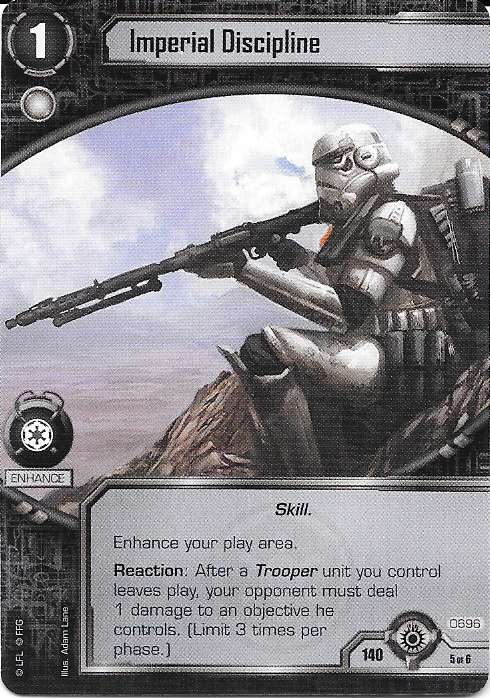 1
Imperial Discipline
ENHANCE
Skill.
Enhance your play area.
Reaction: After a Trooper unit you control
leaves play, your opponent must deal
1 damage to an objective he
controls. (Limit 3 times per
phase.)
© LFL © FFG
Illus. Adam Lane
140
0696
5 of 6